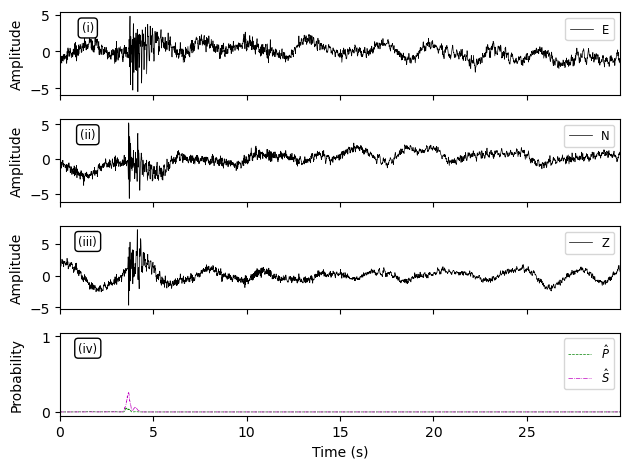 Amplitude
5
0
−5
(i)
E
Amplitude
5
0
−5
(ii)
N
Amplitude
5
0
−5
(iii)
Z
Probability
1
0
(iv)
P̂
Ŝ
0 5 10 15 20 25
Time (s)